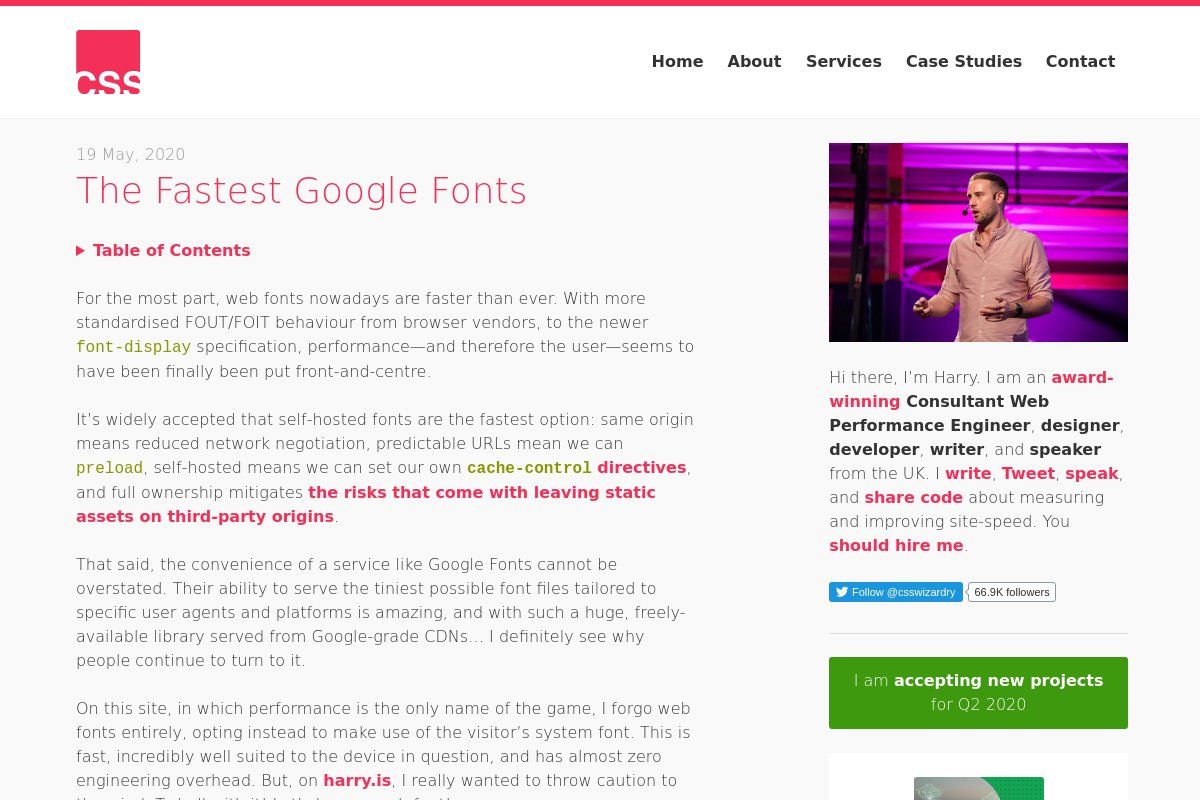 css
Home About Services Case Studies Contact
19 May, 2020
The Fastest Google Fonts
Table of Contents
For the most part, web fonts nowadays are faster than ever. With more
standardised FOUT/FOIT behaviour from browser vendors, to the newer
font-display specification, performance—and therefore the user—seems to
have been finally been put front-and-centre.
It’s widely accepted that self-hosted fonts are the fastest option: same origin
means reduced network negotiation, predictable URLs mean we can
preload, self-hosted means we can set our own cache-control directives,
and full ownership mitigates the risks that come with leaving static
assets on third-party origins.
That said, the convenience of a service like Google Fonts cannot be
overstated. Their ability to serve the tiniest possible font files tailored to
specific user agents and platforms is amazing, and with such a huge, freely-
available library served from Google-grade CDNs… I definitely see why
people continue to turn to it.
On this site, in which performance is the only name of the game, I forgo web
fonts entirely, opting instead to make use of the visitor’s system font. This is
fast, incredibly well suited to the device in question, and has almost zero
engineering overhead. But, on harry.is, I really wanted to throw caution to
Hi there, I’m Harry. I am an award-
winning Consultant Web
Performance Engineer, designer,
developer, writer, and speaker
from the UK. I write, Tweet, speak,
and share code about measuring
and improving site-speed. You
should hire me.
Follow @csswizardry 66.9K followers
I am accepting new projects
for Q2 2020